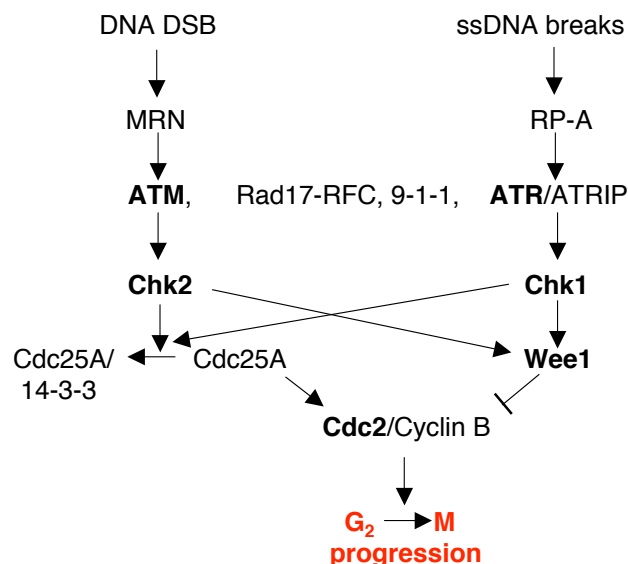 DNA DSB ssDNA breaks
MRN RP-A
ATM, Rad17-RFC, 9-1-1, ATR/ATRIP
Chk2 Chk1
Cdc25A/ Cdc25A Wee1
14-3-3
Cdc2/Cyclin B
G₂ M
progression